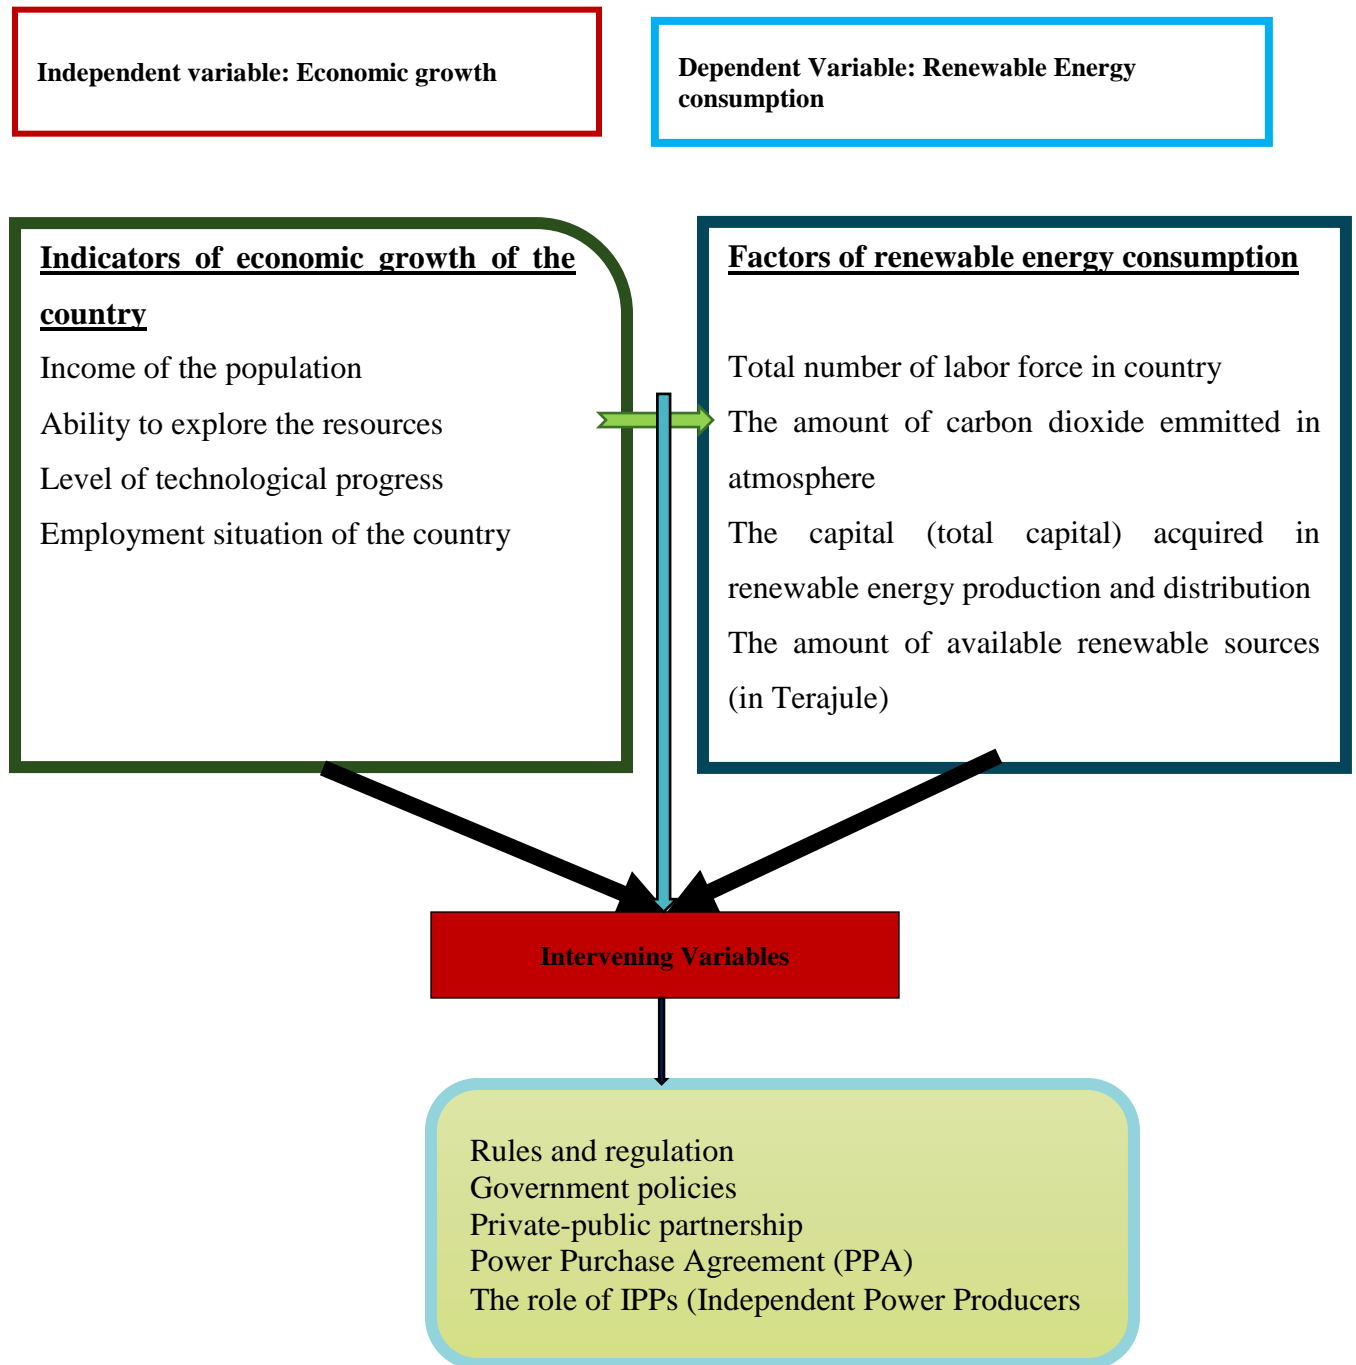 Independent variable: Economic growth
Dependent Variable: Renewable Energy
consumption
Indicators of economic growth of the
country
Income of the population
Ability to explore the resources
Level of technological progress
Employment situation of the country
Factors of renewable energy consumption
Total number of labor force in country
The amount of carbon dioxide emmitted in
atmosphere
The capital (total capital) acquired in
renewable energy production and distribution
The amount of available renewable sources
(in Terajule)
Intervening Variables
Rules and regulation
Government policies
Private-public partnership
Power Purchase Agreement (PPA)
The role of IPPs (Independent Power Producers